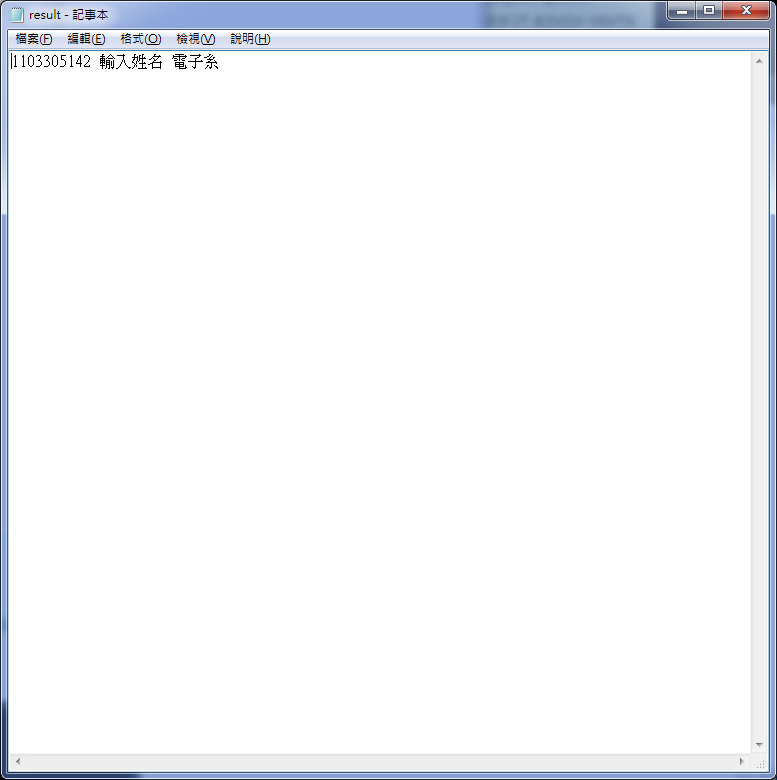 result - 記事本
檔案(F) 編輯(E) 格式(O) 檢視(V) 說明(H)
1103305142 輸入姓名 電子系